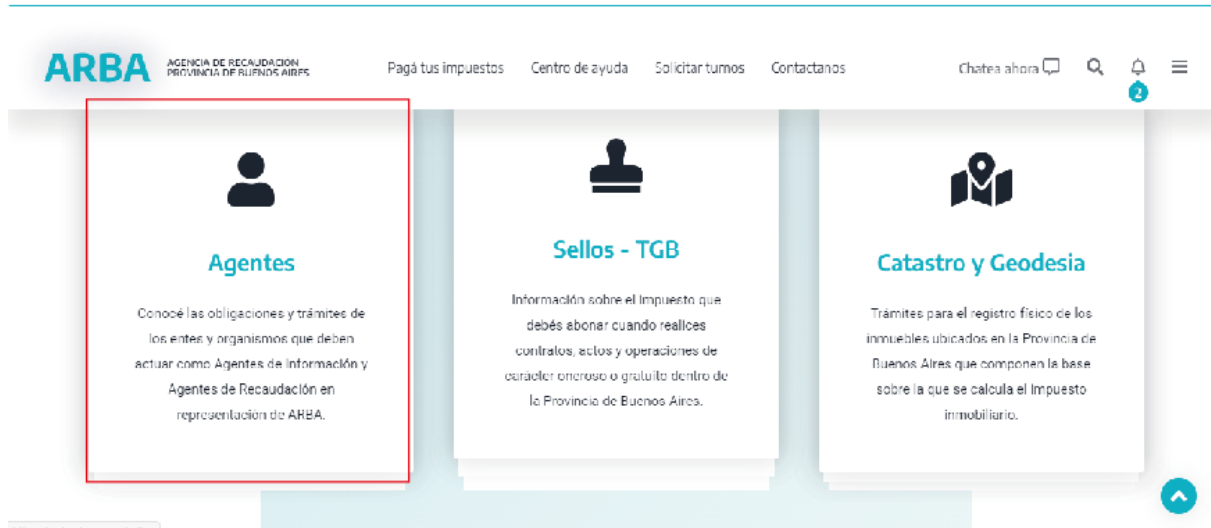 ARBA AGENCIA DE RECAUDACION
PROVINCIA DE BUENOS AIRES
Pagá tus impuestos Centro de ayuda Solicitar turnos Contactanos Chatea ahora
2
Agentes
Conocé las obligaciones y trámites de
los entes y organismos que deben
actuar como Agentes de Información y
Agentes de Recaudación en
representación de ARBA.
Sellos - TGB
Información sobre el Impuesto que
debés abonar cuando realices
contratos, actos y operaciones de
carácter oneroso o gratuito dentro de
la Provincia de Buenos Aires.
Catastro y Geodesia
Trámites para el registro físico de los
inmuebles ubicados en la Provincia de
Buenos Aires que componen la base
sobre la que se calcula el Impuesto
inmobiliario.